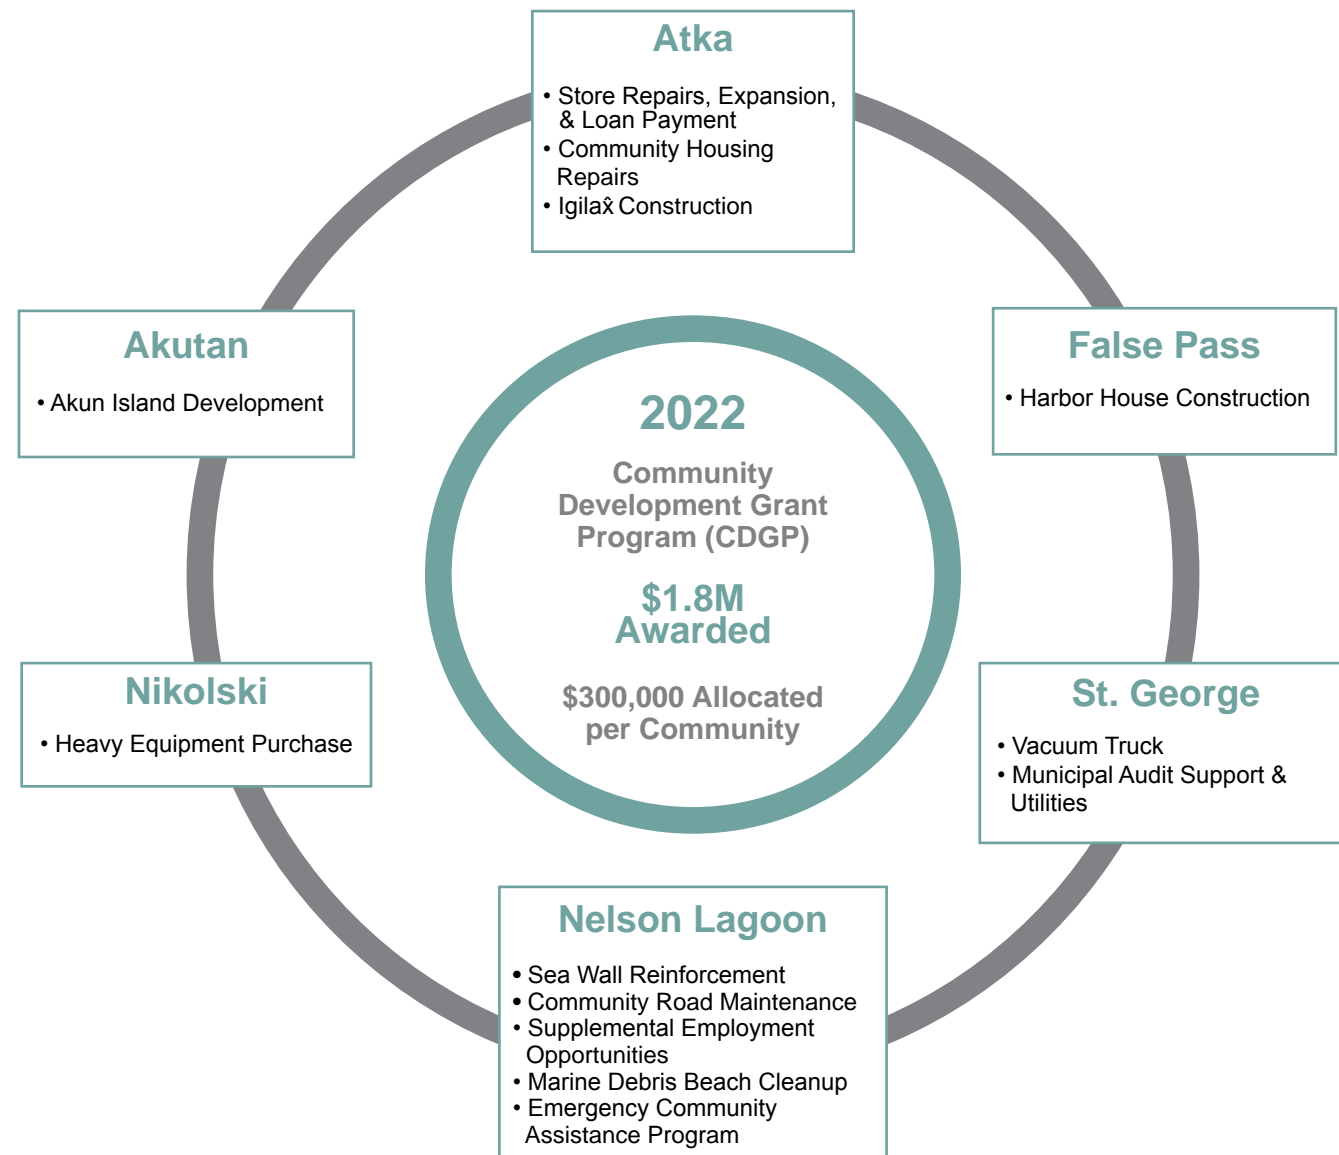 Atka
• Store Repairs, Expansion,
& Loan Payment
• Community Housing
Repairs
• Igilax̂ Construction
Akutan
• Akun Island Development
False Pass
• Harbor House Construction
2022
Community
Development Grant
Program (CDGP)
$1.8M
Awarded
$300,000 Allocated
per Community
Nikolski
• Heavy Equipment Purchase
St. George
• Vacuum Truck
• Municipal Audit Support &
Utilities
Nelson Lagoon
• Sea Wall Reinforcement
• Community Road Maintenance
• Supplemental Employment
Opportunities
• Marine Debris Beach Cleanup
• Emergency Community
Assistance Program